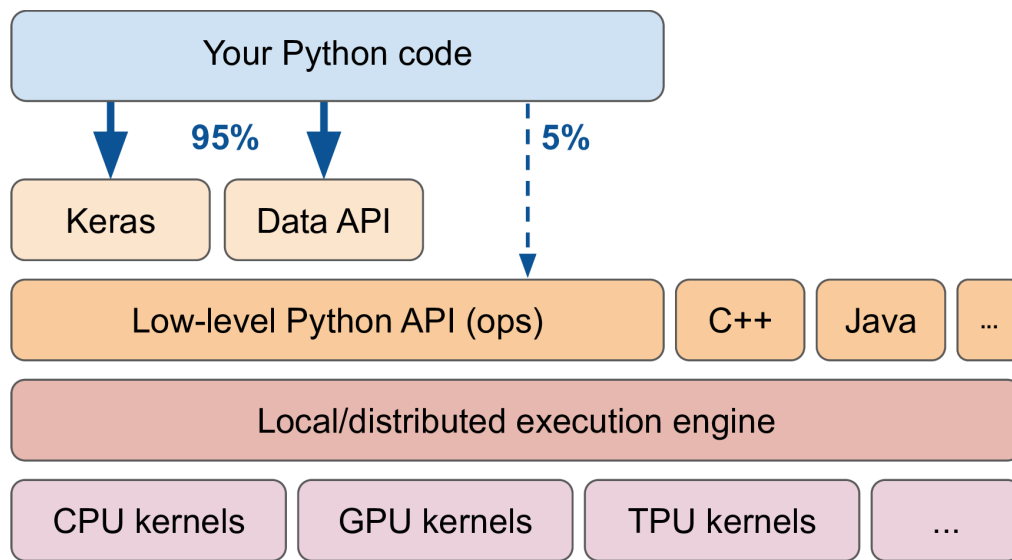 Your Python code
95%
5%
Keras
Data API
Low-level Python API (ops)
C++
Java
...
Local/distributed execution engine
CPU kernels
GPU kernels
TPU kernels
...